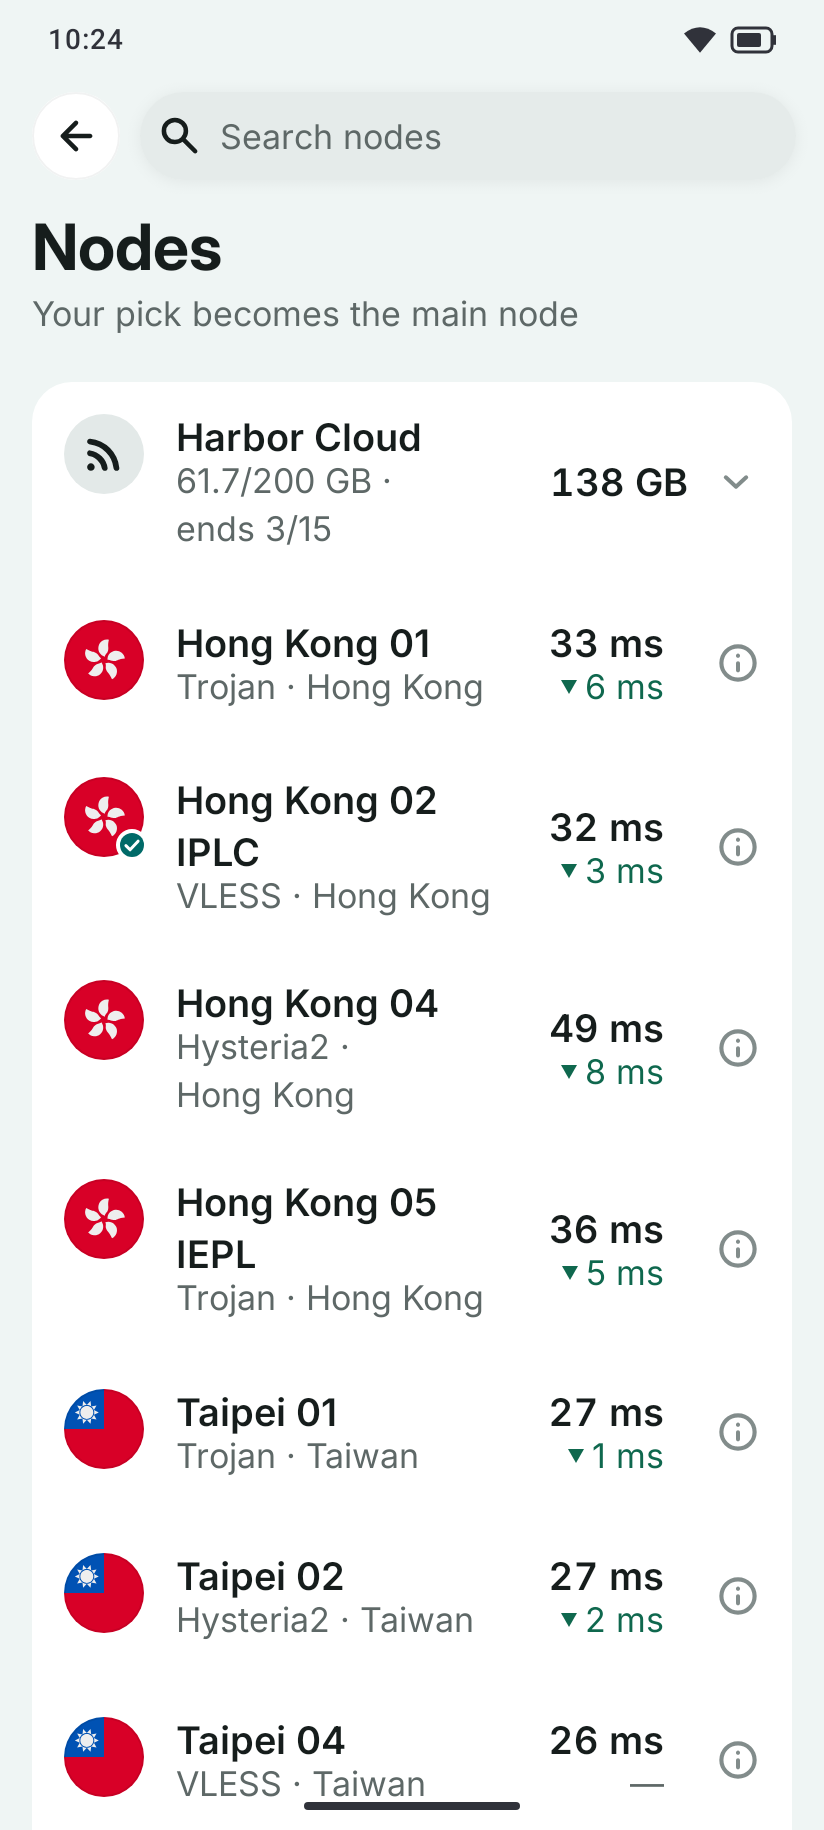 10:24
Search nodes
Nodes
Your pick becomes the main node
Harbor Cloud
61.7/200 GB ·
ends 3/15
138 GB
Hong Kong 01
Trojan · Hong Kong
33 ms
▼6 ms
Hong Kong 02
IPLC
VLESS · Hong Kong
32 ms
▼3 ms
Hong Kong 04
Hysteria2 ·
Hong Kong
49 ms
▼8 ms
Hong Kong 05
IEPL
Trojan · Hong Kong
36 ms
▼5 ms
Taipei 01
Trojan · Taiwan
27 ms
▼1 ms
Taipei 02
Hysteria2 · Taiwan
27 ms
▼2 ms
Taipei 04
VLESS · Taiwan
26 ms
—